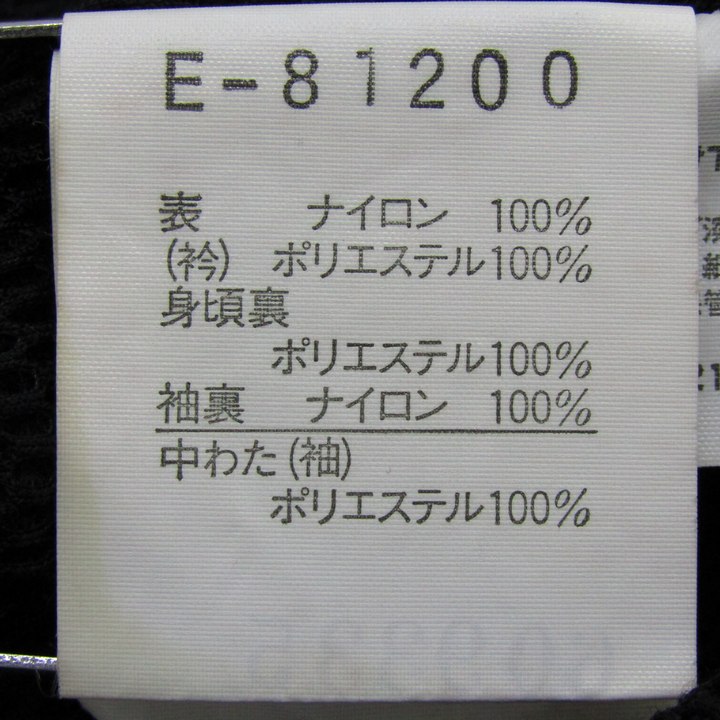 E-81200
表 ナイロン 100%
(衿) ポリエステル100%
身頃裏
ポリエステル100%
袖裏 ナイロン 100%
中わた(袖)
ポリエステル100%